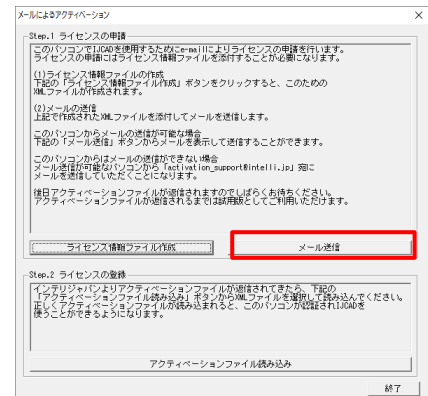 メールによるアクティベーション
Step.1 ライセンスの申請
このパソコンでIJCADを使用するためにe-mailによりライセンスの申請を行います。
ライセンスの申請にはライセンス情報ファイルを添付することが必要になります。
(1)ライセンス情報ファイルの作成
下記の「ライセンス情報ファイル作成」ボタンをクリックすると、このための
XMLファイルが作成されます。
(2)メールの送信
上記で作成されたXMLファイルを添付してメールを送信します。
このパソコンからメールの送信が可能な場合
下記の「メール送信」ボタンからメールを表示して送信することができます。
このパソコンからはメールの送信ができない場合
メール送信が可能なパソコンから「activation_support@intelli.jp」宛に
メールを送信していただくことになります。
後日アクティベーションファイルが返信されますのでしばらくお待ちください。
アクティベーションファイルが返信されるまでは試用版としてご利用いただけます。
ライセンス情報ファイル作成
メール送信
Step.2 ライセンスの登録
インテリジャパンよりアクティベーションファイルが返信されてきたら、下記の
「アクティベーションファイル読み込み」ボタンからXMLファイルを選択して読み込んでください。
正しくアクティベーションファイルが読み込まれると、このパソコンが認証されIJCADを
使うことができるようになります。
アクティベーションファイル読み込み
終了